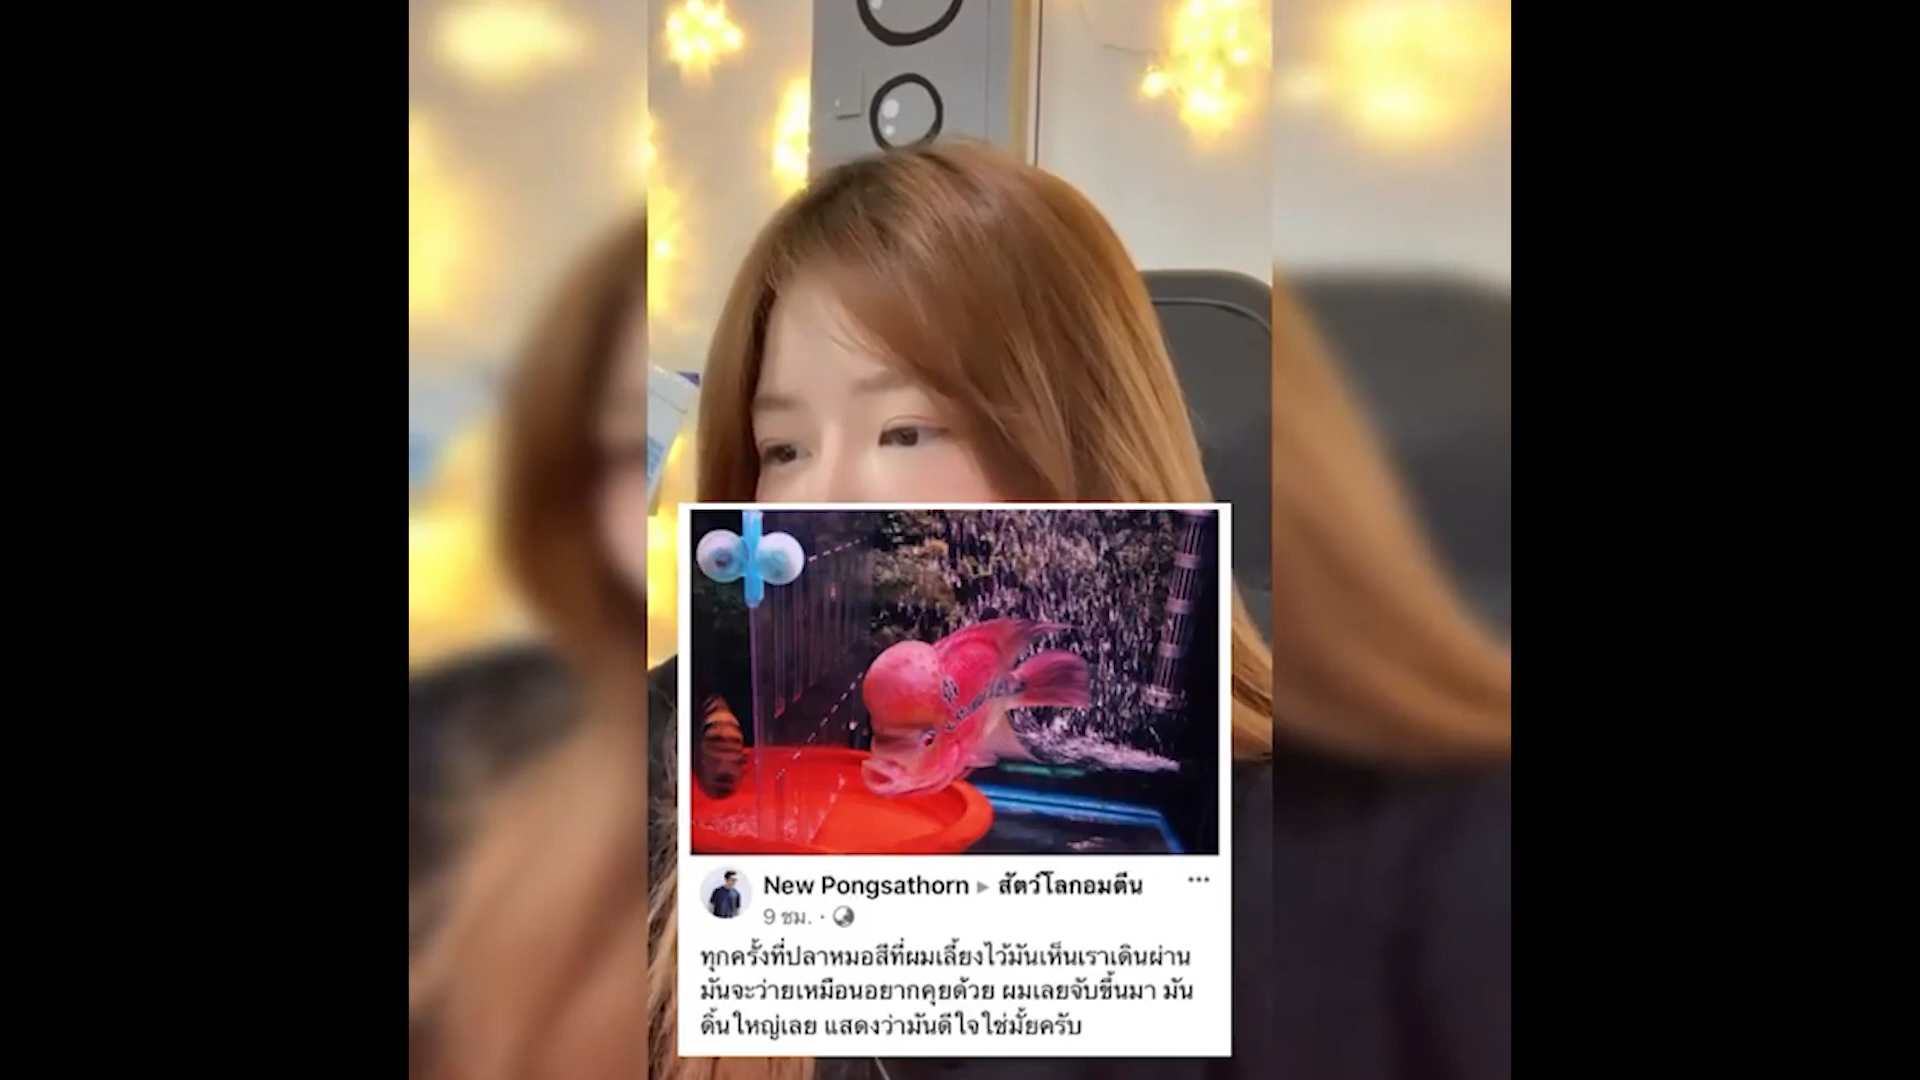 New Pongsathorn ▸ สัตว์โลกอมตีน
9 ชม. ·
ทุกครั้งที่ปลาหมอสีที่ผมเลี้ยงไว้มันเห็นเราเดินผ่าน
มันจะว่ายเหมือนอยากคุยด้วย ผมเลยจับขึ้นมา มัน
ดิ้นใหญ่เลย แสดงว่ามันดีใจใช่มั้ยครับ